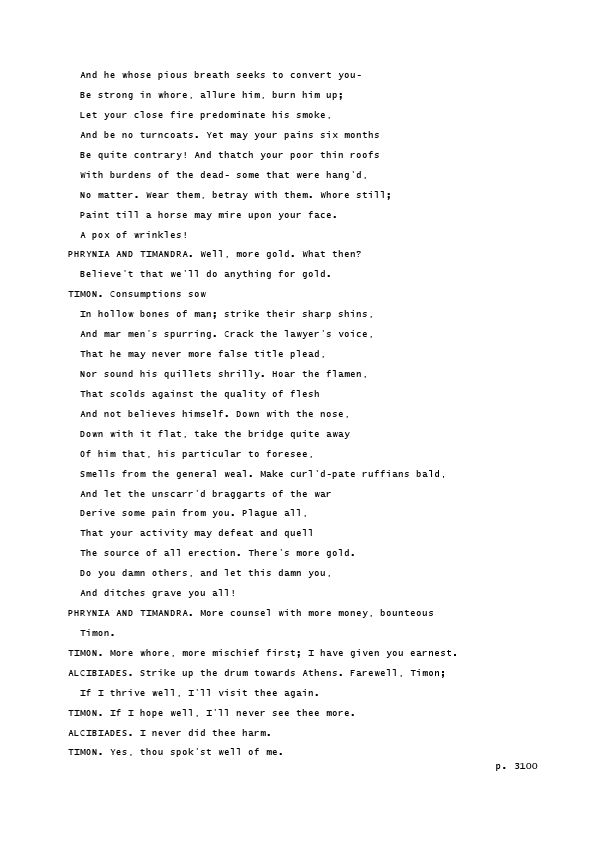 And he whose pious breath seeks to convert you-
Be strong in whore, allure him, burn him up;
Let your close fire predominate his smoke,
And be no turncoats. Yet may your pains six months
Be quite contrary! And thatch your poor thin roofs
With burdens of the dead- some that were hang'd,
No matter. Wear them, betray with them. Whore still;
Paint till a horse may mire upon your face.
A pox of wrinkles!
PHRYNIA AND TIMANDRA. Well, more gold. What then?
Believe't that we'll do anything for gold.
TIMON. Consumptions sow
In hollow bones of man; strike their sharp shins,
And mar men's spurring. Crack the lawyer's voice,
That he may never more false title plead,
Nor sound his quillets shrilly. Hoar the flamen,
That scolds against the quality of flesh
And not believes himself. Down with the nose,
Down with it flat, take the bridge quite away
Of him that, his particular to foresee,
Smells from the general weal. Make curl'd-pate ruffians bald,
And let the unscarr'd braggarts of the war
Derive some pain from you. Plague all,
That your activity may defeat and quell
The source of all erection. There's more gold.
Do you damn others, and let this damn you,
And ditches grave you all!
PHRYNIA AND TIMANDRA. More counsel with more money, bounteous
Timon.
TIMON. More whore, more mischief first; I have given you earnest.
ALCIBIADES. Strike up the drum towards Athens. Farewell, Timon;
If I thrive well, I'll visit thee again.
TIMON. If I hope well, I'll never see thee more.
ALCIBIADES. I never did thee harm.
TIMON. Yes, thou spok'st well of me.
p. 3100